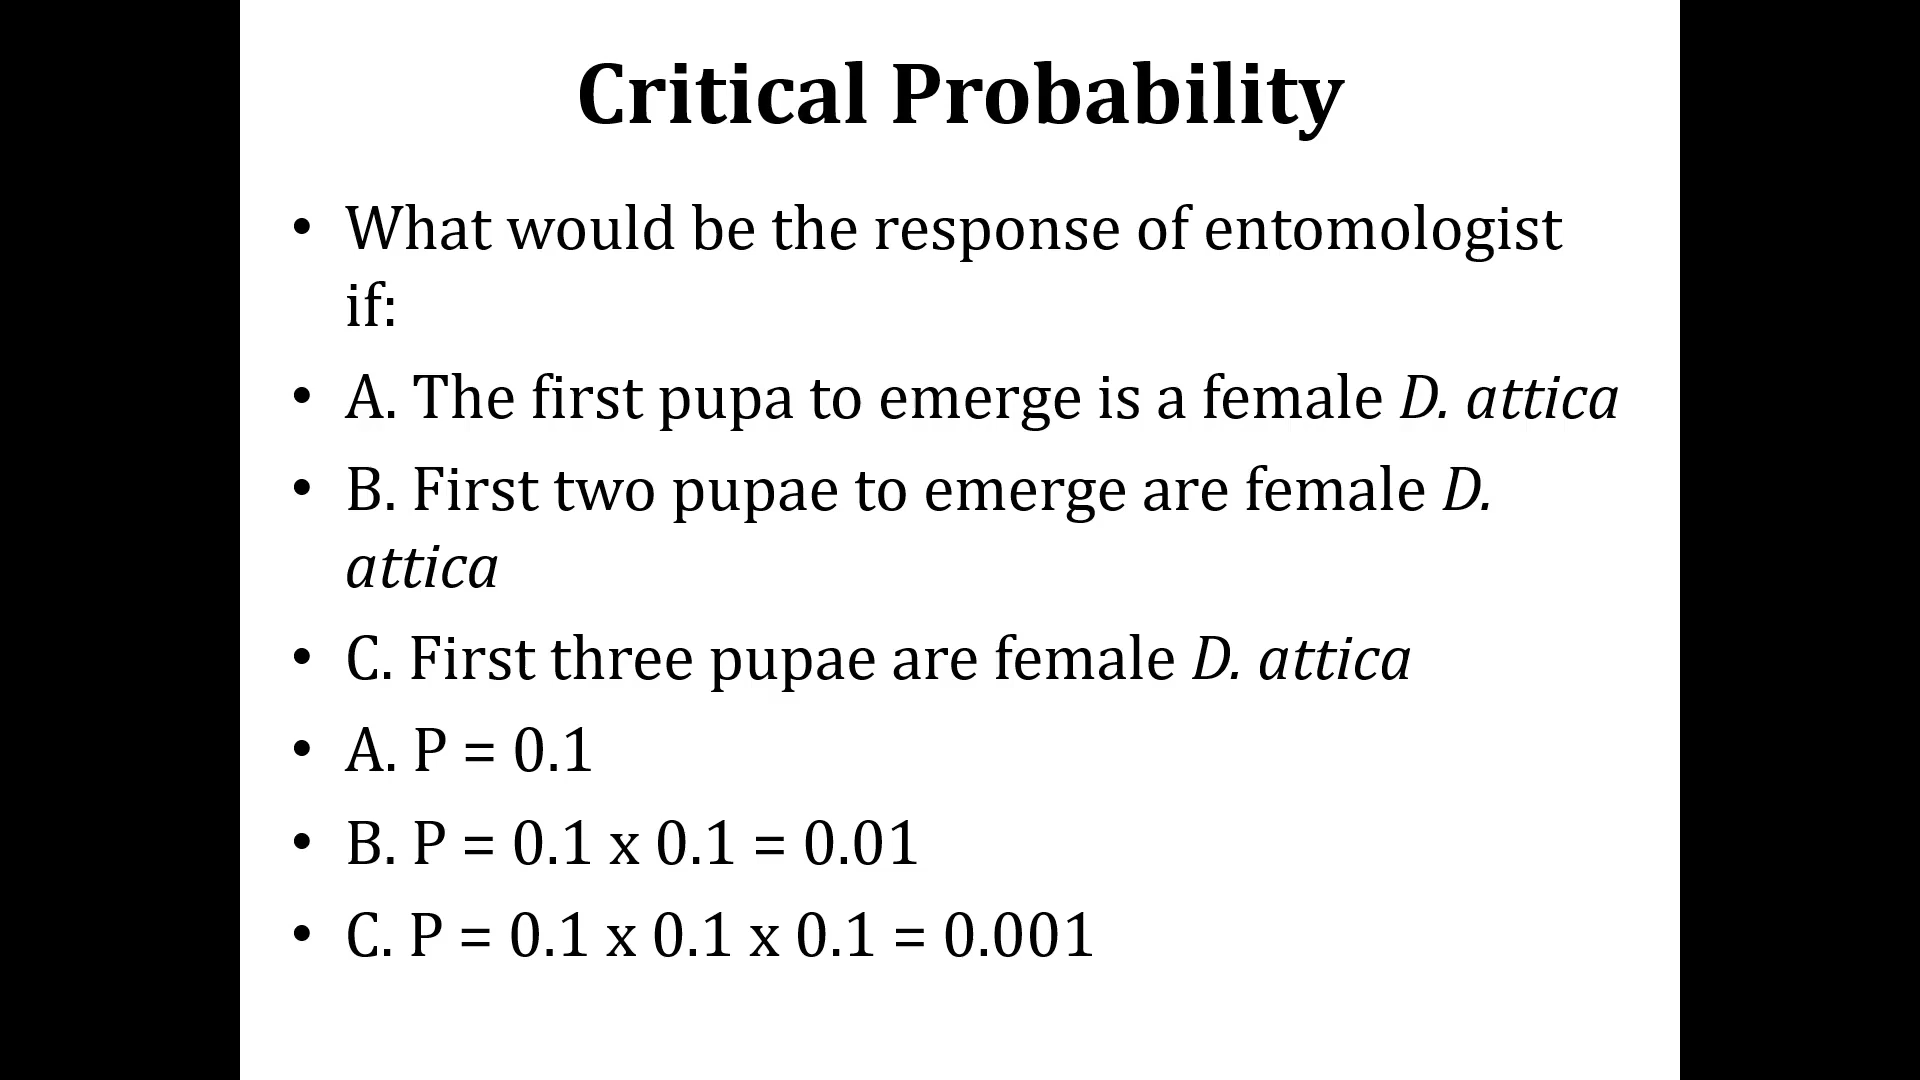 Critical Probability
• What would be the response of entomologist
if:
• A. The first pupa to emerge is a female D. attica
• B. First two pupae to emerge are female D.
attica
• C. First three pupae are female D. attica
• A. P = 0.1
• B. P = 0.1 x 0.1 = 0.01
• C. P = 0.1 x 0.1 x 0.1 = 0.001